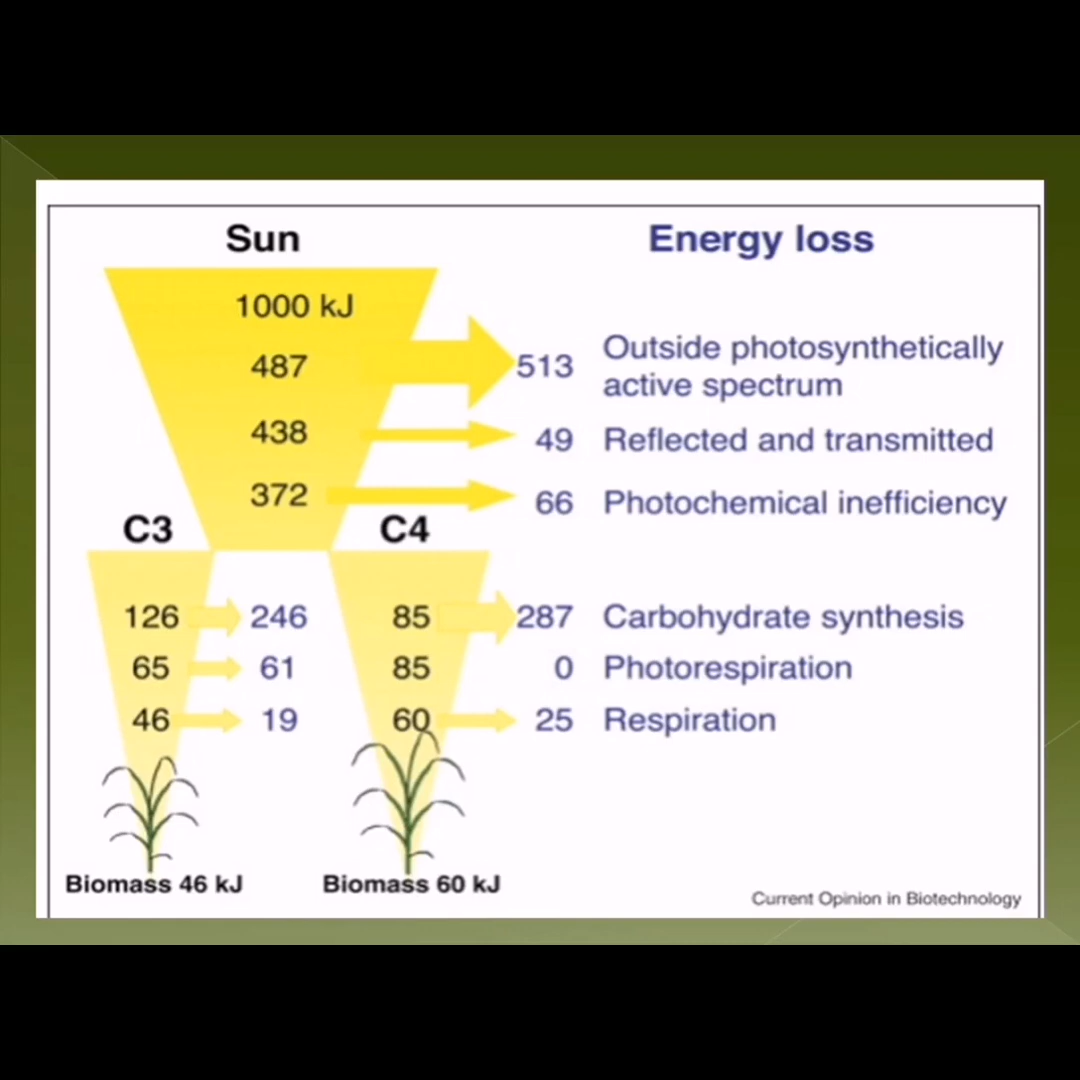 Sun Energy loss
1000 kJ
487 513 Outside photosynthetically
active spectrum
438 49 Reflected and transmitted
372 66 Photochemical inefficiency
C3 C4
126 246 85 287 Carbohydrate synthesis
65 61 85 0 Photorespiration
46 19 60 25 Respiration
Biomass 46 kJ Biomass 60 kJ
Current Opinion in Biotechnology